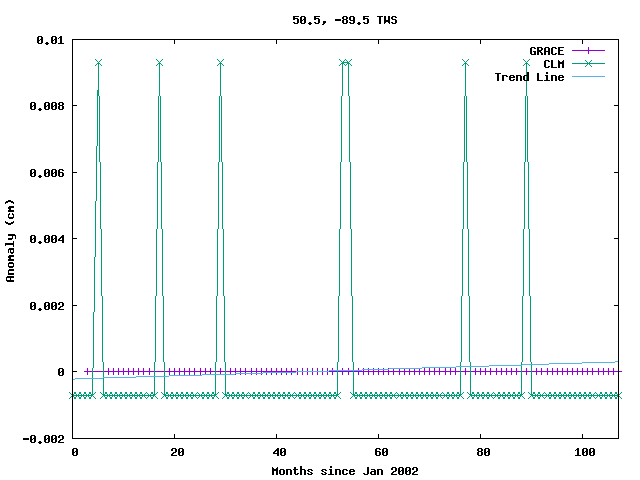 50.5, -89.5 TWS
GRACE
CLM
Trend Line
0.01
0.008
0.006
0.004
0.002
0
-0.002
Anomaly (cm)
0 20 40 60 80 100
Months since Jan 2002